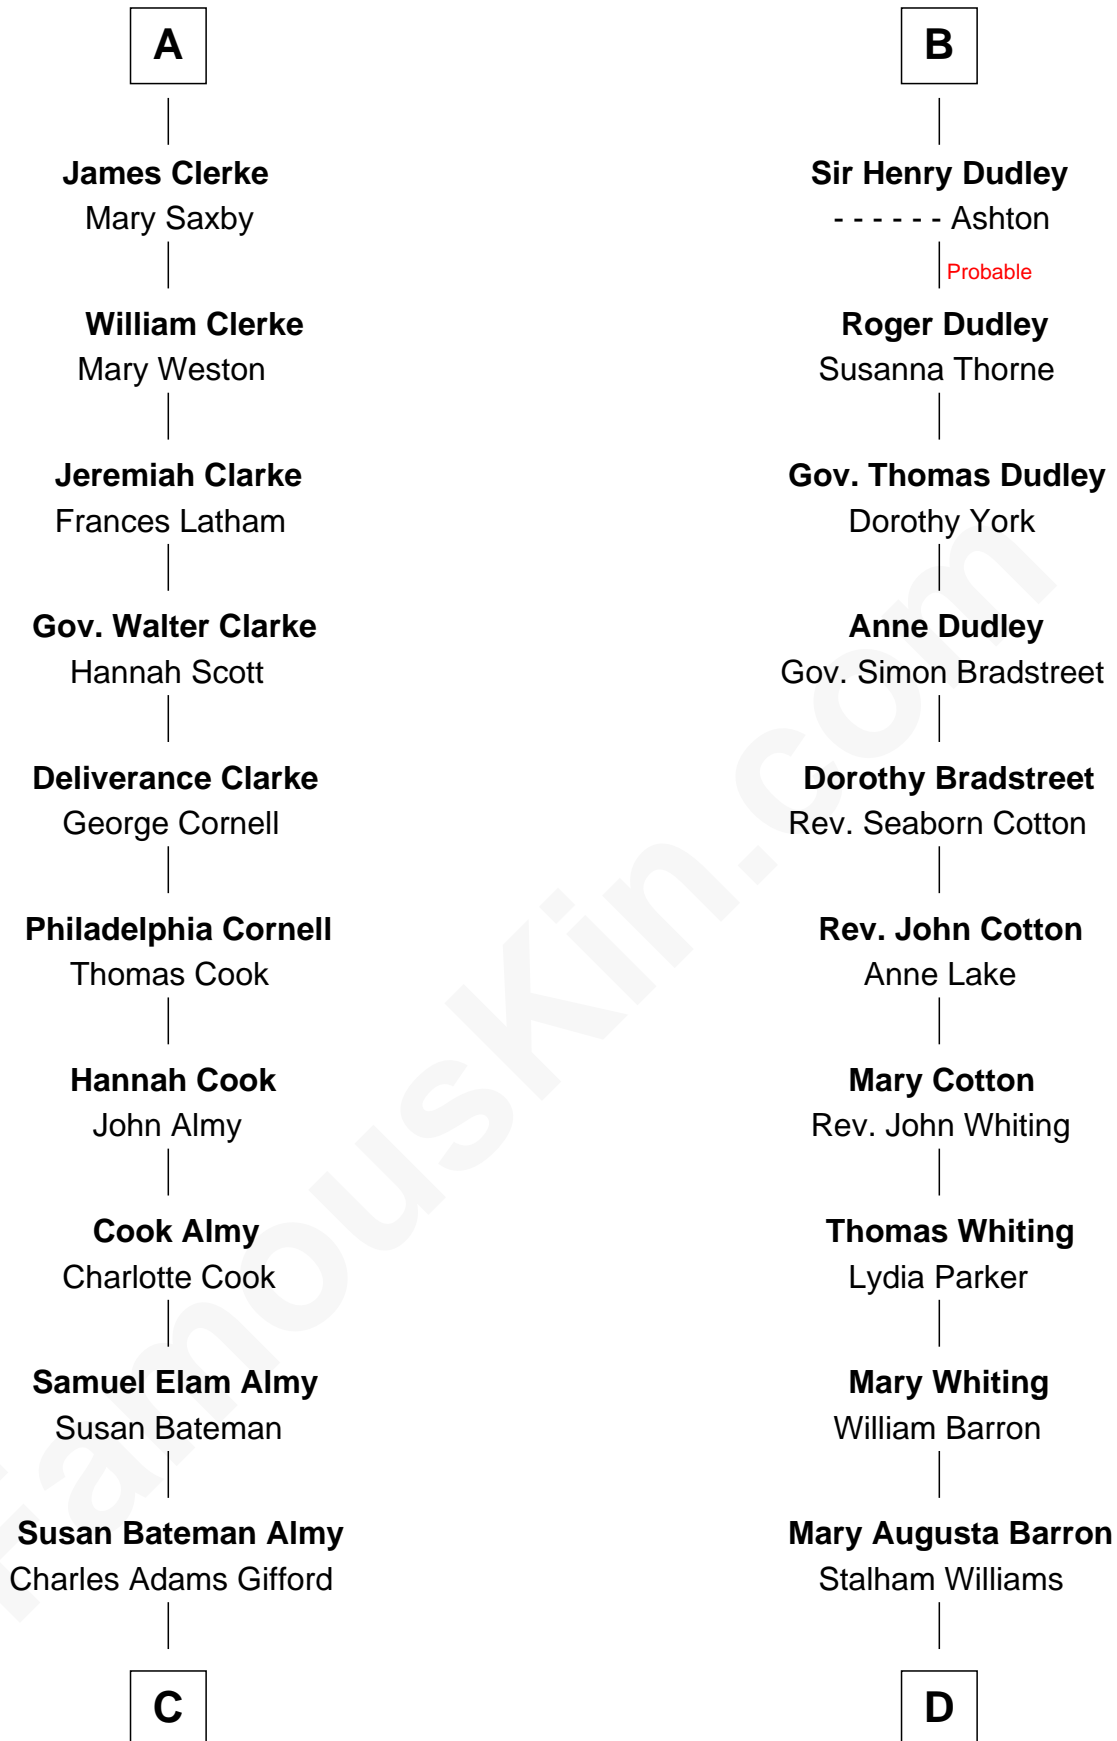 A
James Clerke
Mary Saxby
William Clerke
Mary Weston
Jeremiah Clarke
Frances Latham
Gov. Walter Clarke
Hannah Scott
Deliverance Clarke
George Cornell
Philadelphia Cornell
Thomas Cook
Hannah Cook
John Almy
Cook Almy
Charlotte Cook
Samuel Elam Almy
Susan Bateman
Susan Bateman Almy
Charles Adams Gifford
C
B
Sir Henry Dudley
- - - - - - Ashton
Probable
Roger Dudley
Susanna Thorne
Gov. Thomas Dudley
Dorothy York
Anne Dudley
Gov. Simon Bradstreet
Dorothy Bradstreet
Rev. Seaborn Cotton
Rev. John Cotton
Anne Lake
Mary Cotton
Rev. John Whiting
Thomas Whiting
Lydia Parker
Mary Whiting
William Barron
Mary Augusta Barron
Stalham Williams
D
FamousKin.com